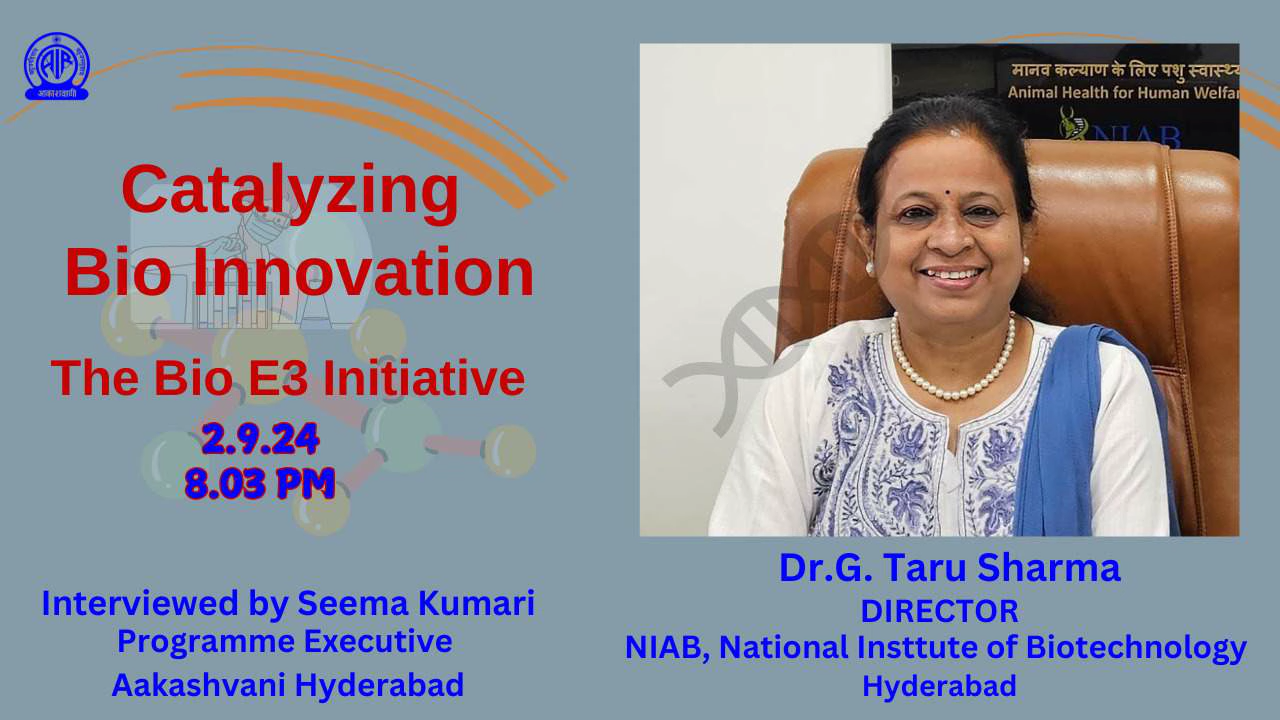 आकाशवाणी
Catalyzing
Bio Innovation
The Bio E3 Initiative
2.9.24
8.03 PM
Interviewed by Seema Kumari
Programme Executive
Aakashvani Hyderabad
मानव कल्याण के लिए पशु स्वास्थ्य
Animal Health for Human Welfar
NIAB
Dr.G. Taru Sharma
DIRECTOR
NIAB, National Insttute of Biotechnology
Hyderabad